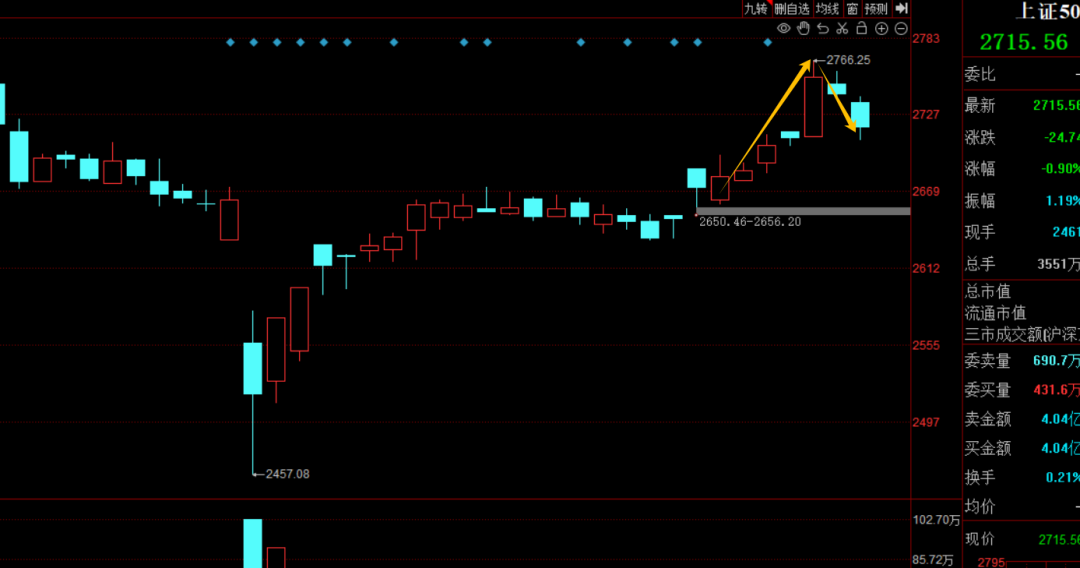 九转 删自选 均线 窗 预测
上证50
2715.56
2783
2727
2669
2612
2555
2497
102.70万
85.72万
2766.25
2650.46-2656.20
2457.08
委比 -
最新 2715.56
涨跌 -24.74
涨幅 -0.90%
振幅 1.19%
现手 2461
总手 3551万
总市值
流通市值
三市成交额(沪深
委卖量 690.7万
委买量 431.6万
卖金额 4.04亿
买金额 4.04亿
换手 0.21%
均价 -
现价 2715.56
2795